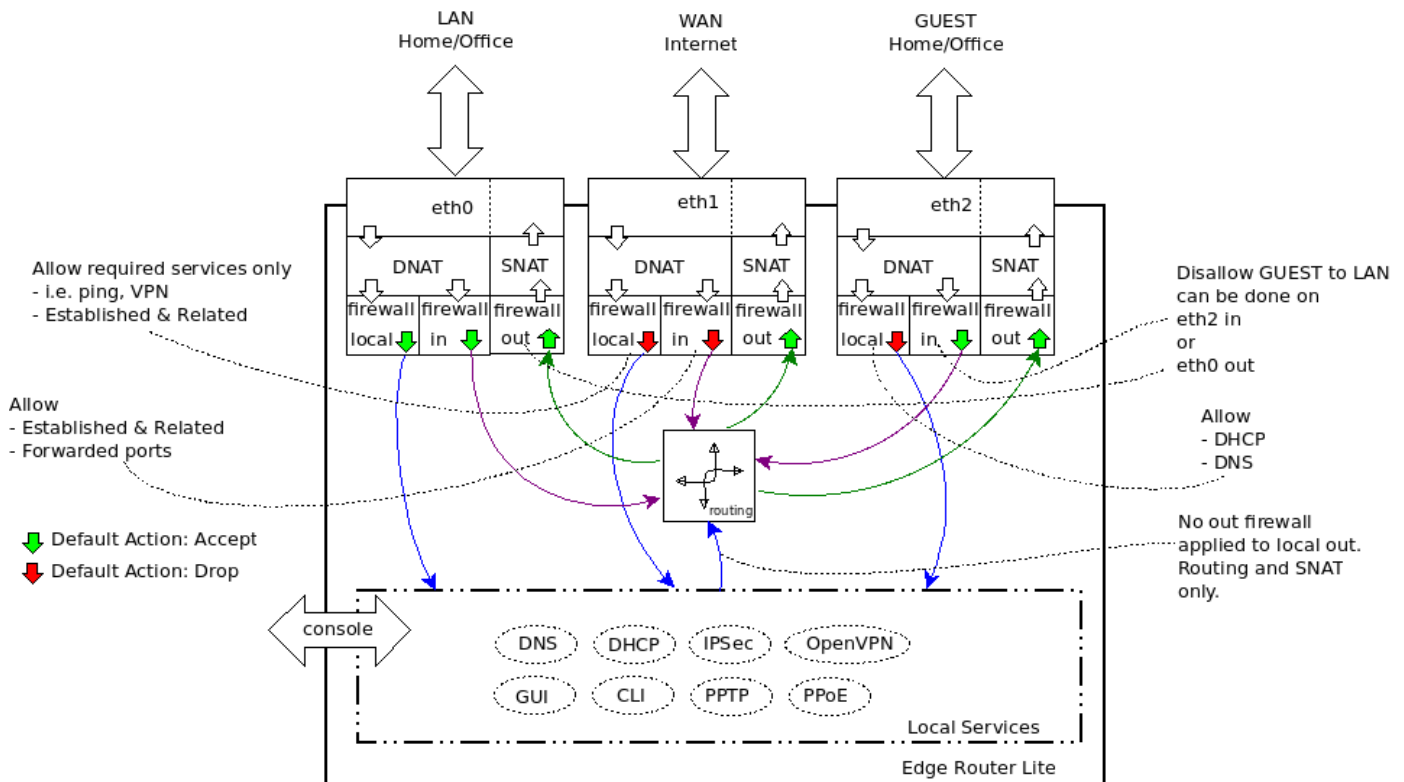 LAN
Home/Office
WAN
Internet
GUEST
Home/Office
eth0
eth1
eth2
DNAT
SNAT
DNAT
SNAT
DNAT
SNAT
firewall
local
firewall
in
firewall
out
firewall
local
firewall
in
firewall
out
firewall
local
firewall
in
firewall
out
Allow required services only
- i.e. ping, VPN
- Established & Related
Allow
- Established & Related
- Forwarded ports
Disallow GUEST to LAN
can be done on
eth2 in
or
eth0 out
Allow
- DHCP
- DNS
routing
Default Action: Accept
Default Action: Drop
No out firewall
applied to local out.
Routing and SNAT
only.
console
DNS
DHCP
IPSec
OpenVPN
GUI
CLI
PPTP
PPoE
Local Services
Edge Router Lite